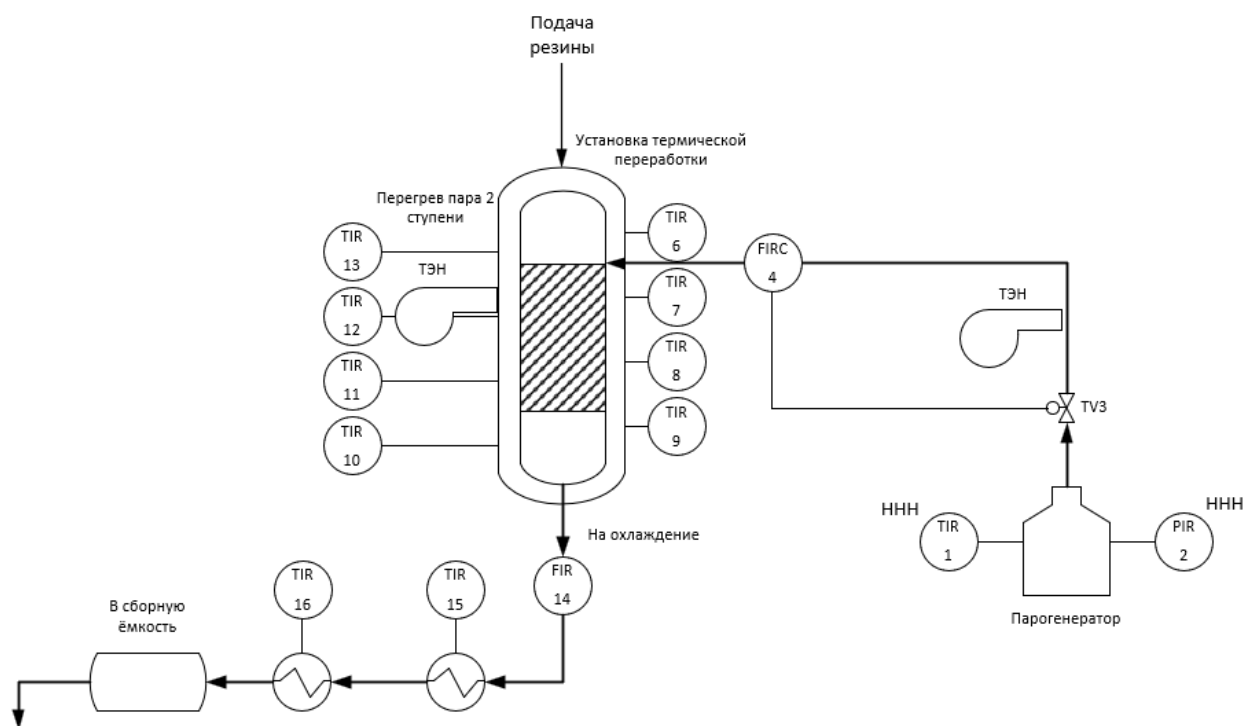 Подача
резины
Установка термической
переработки
Перегрев пара 2
ступени
TIR
13
ТЭН
TIR
12
TIR
11
TIR
10
TIR
6
TIR
7
TIR
8
TIR
9
FIRC
4
ТЭН
TV3
HHH
TIR
1
HHH
PIR
2
Парогенератор
На охлаждение
FIR
14
TIR
15
TIR
16
В сборную
ёмкость